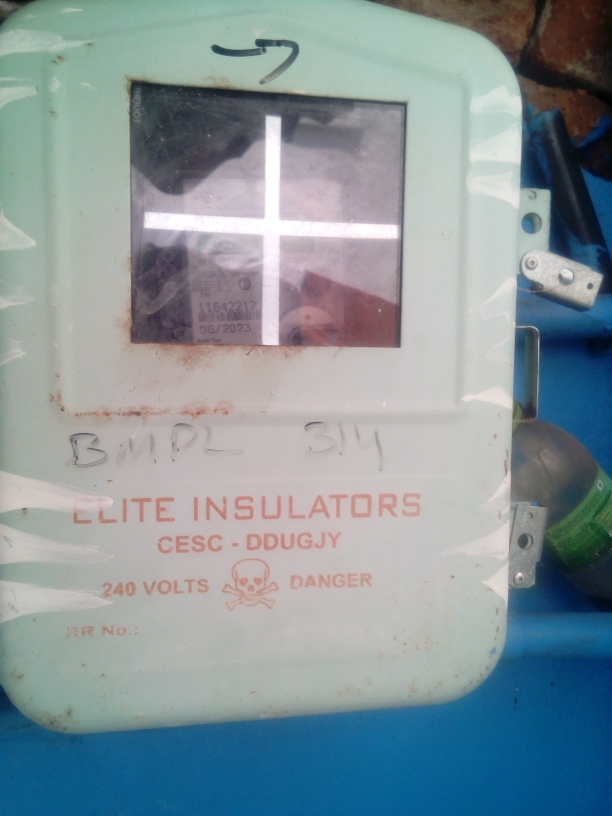 11642217
06/2023
BMPL 314
ELITE INSULATORS
CESC - DDUGJY
240 VOLTS DANGER
RR No.: